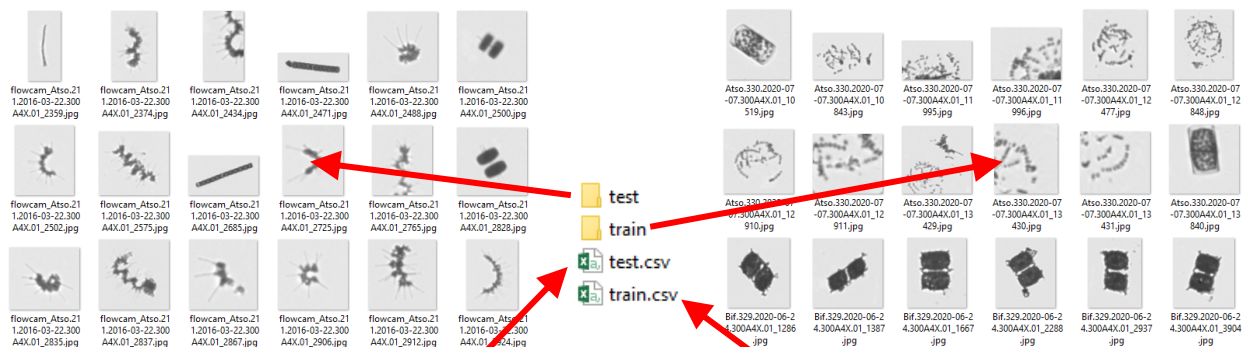 flowcam_Atso.21
1.2016-03-22.300
A4X.01_2359.jpg
flowcam_Atso.21
1.2016-03-22.300
A4X.01_2374.jpg
flowcam_Atso.21
1.2016-03-22.300
A4X.01_2434.jpg
flowcam_Atso.21
1.2016-03-22.300
A4X.01_2471.jpg
flowcam_Atso.21
1.2016-03-22.300
A4X.01_2488.jpg
flowcam_Atso.21
1.2016-03-22.300
A4X.01_2500.jpg
flowcam_Atso.21
1.2016-03-22.300
A4X.01_2502.jpg
flowcam_Atso.21
1.2016-03-22.300
A4X.01_2575.jpg
flowcam_Atso.21
1.2016-03-22.300
A4X.01_2685.jpg
flowcam_Atso.21
1.2016-03-22.300
A4X.01_2725.jpg
flowcam_Atso.21
1.2016-03-22.300
A4X.01_2765.jpg
flowcam_Atso.21
1.2016-03-22.300
A4X.01_2828.jpg
flowcam_Atso.21
1.2016-03-22.300
A4X.01_2835.jpg
flowcam_Atso.21
1.2016-03-22.300
A4X.01_2837.jpg
flowcam_Atso.21
1.2016-03-22.300
A4X.01_2867.jpg
flowcam_Atso.21
1.2016-03-22.300
A4X.01_2906.jpg
flowcam_Atso.21
1.2016-03-22.300
A4X.01_2912.jpg
flowcam_Atso.21
1.2016-03-22.300
test
train
test.csv
train.csv
Atso.330.2020-07
-07.300A4X.01_10
519.jpg
Atso.330.2020-07
-07.300A4X.01_10
843.jpg
Atso.330.2020-07
-07.300A4X.01_11
995.jpg
Atso.330.2020-07
-07.300A4X.01_11
996.jpg
Atso.330.2020-07
-07.300A4X.01_12
477.jpg
Atso.330.2020-07
-07.300A4X.01_12
848.jpg
Atso.330.2020-07
-07.300A4X.01_12
910.jpg
Atso.330.2020-07
-07.300A4X.01_12
911.jpg
Atso.330.2020-07
-07.300A4X.01_13
429.jpg
Atso.330.2020-07
-07.300A4X.01_13
430.jpg
Atso.330.2020-07
-07.300A4X.01_13
431.jpg
Atso.330.2020-07
-07.300A4X.01_13
840.jpg
Bif.329.2020-06-2
4.300A4X.01_1286
.jpg
Bif.329.2020-06-2
4.300A4X.01_1387
.jpg
Bif.329.2020-06-2
4.300A4X.01_1667
.jpg
Bif.329.2020-06-2
4.300A4X.01_2288
.jpg
Bif.329.2020-06-2
4.300A4X.01_2937
.jpg
Bif.329.2020-06-2
4.300A4X.01_3904
.jpg